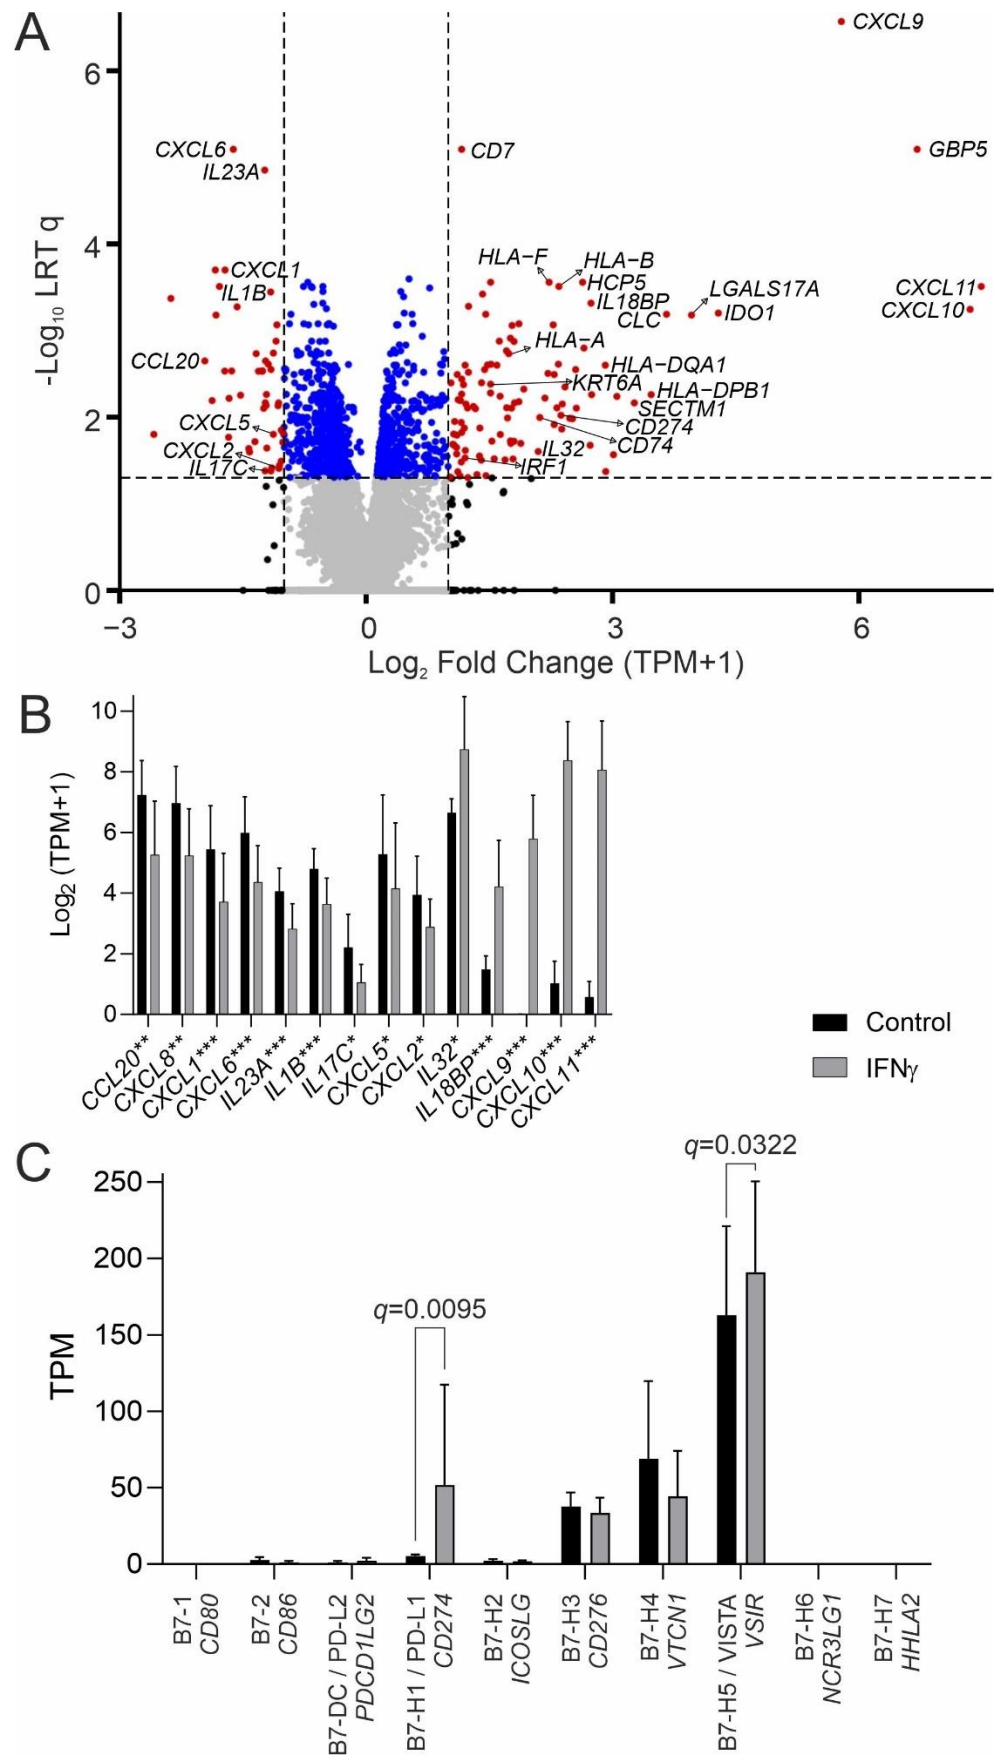 A
-Log₁₀ LRT q
6
4
2
0
−3
0
3
6
Log₂ Fold Change (TPM+1)
CXCL9
CXCL6
IL23A
CD7
GBP5
CXCL1
IL1B
HLA−F
HLA−B
HCP5
IL18BP
CLC
LGALS17A
IDO1
CXCL11
CXCL10
HLA−A
CCL20
HLA−DQA1
KRT6A
HLA−DPB1
SECTM1
CD274
CD74
CXCL5
CXCL2
IL17C
IL32
IRF1
B
Log₂ (TPM+1)
10
8
6
4
2
0
CCL20**
CXCL8**
CXCL1***
CXCL6***
IL23A***
IL1B***
IL17C*
CXCL5*
CXCL2*
IL32*
IL18BP***
CXCL9***
CXCL10***
CXCL11***
Control
IFNγ
C
TPM
250
200
150
100
50
0
q=0.0095
q=0.0322
B7-1
CD80
B7-2
CD86
B7-DC / PD-L2
PDCD1LG2
B7-H1 / PD-L1
CD274
B7-H2
ICOSLG
B7-H3
CD276
B7-H4
VTCN1
B7-H5 / VISTA
VSIR
B7-H6
NCR3LG1
B7-H7
HHLA2